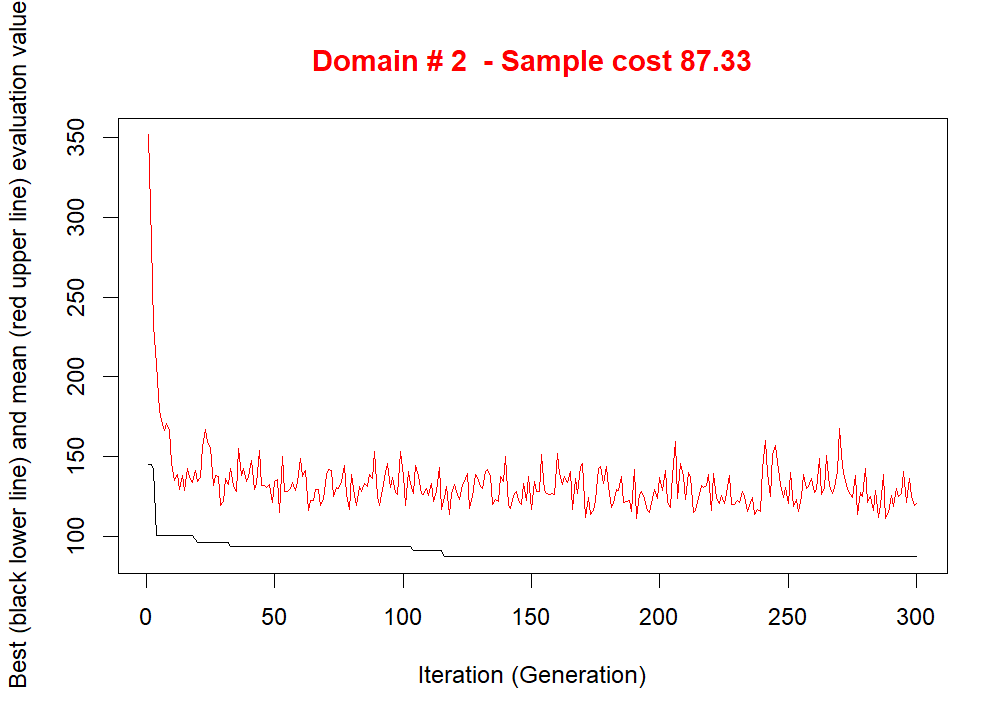 Domain # 2  - Sample cost 87.33
Best (black lower line) and mean (red upper line) evaluation value
350
300
250
200
150
100
0 50 100 150 200 250 300
Iteration (Generation)